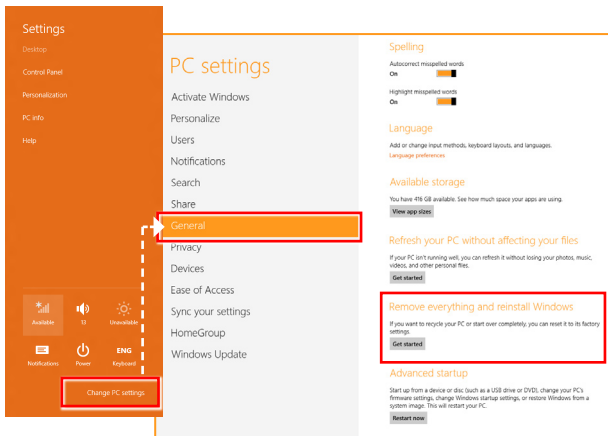 Settings
Desktop
Control Panel
Personalization
PC info
Help
Available
13
Unavailable
Notifications
Power
ENG
Keyboard
Change PC settings
PC settings
Activate Windows
Personalize
Users
Notifications
Search
Share
General
Privacy
Devices
Ease of Access
Sync your settings
HomeGroup
Windows Update
Spelling
Autocorrect misspelled words
On
Highlight misspelled words
On
Language
Add or change input methods, keyboard layouts, and languages.
Language preferences
Available storage
You have 416 GB available. See how much space your apps are using.
View app sizes
Refresh your PC without affecting your files
If your PC isn't running well, you can refresh it without losing your photos, music,
videos, and other personal files.
Get started
Remove everything and reinstall Windows
If you want to recycle your PC or start over completely, you can reset it to its factory
settings.
Get started
Advanced startup
Start up from a device or disc (such as a USB drive or DVD), change your PC's
firmware settings, change Windows startup settings, or restore Windows from a
system image. This will restart your PC.
Restart now